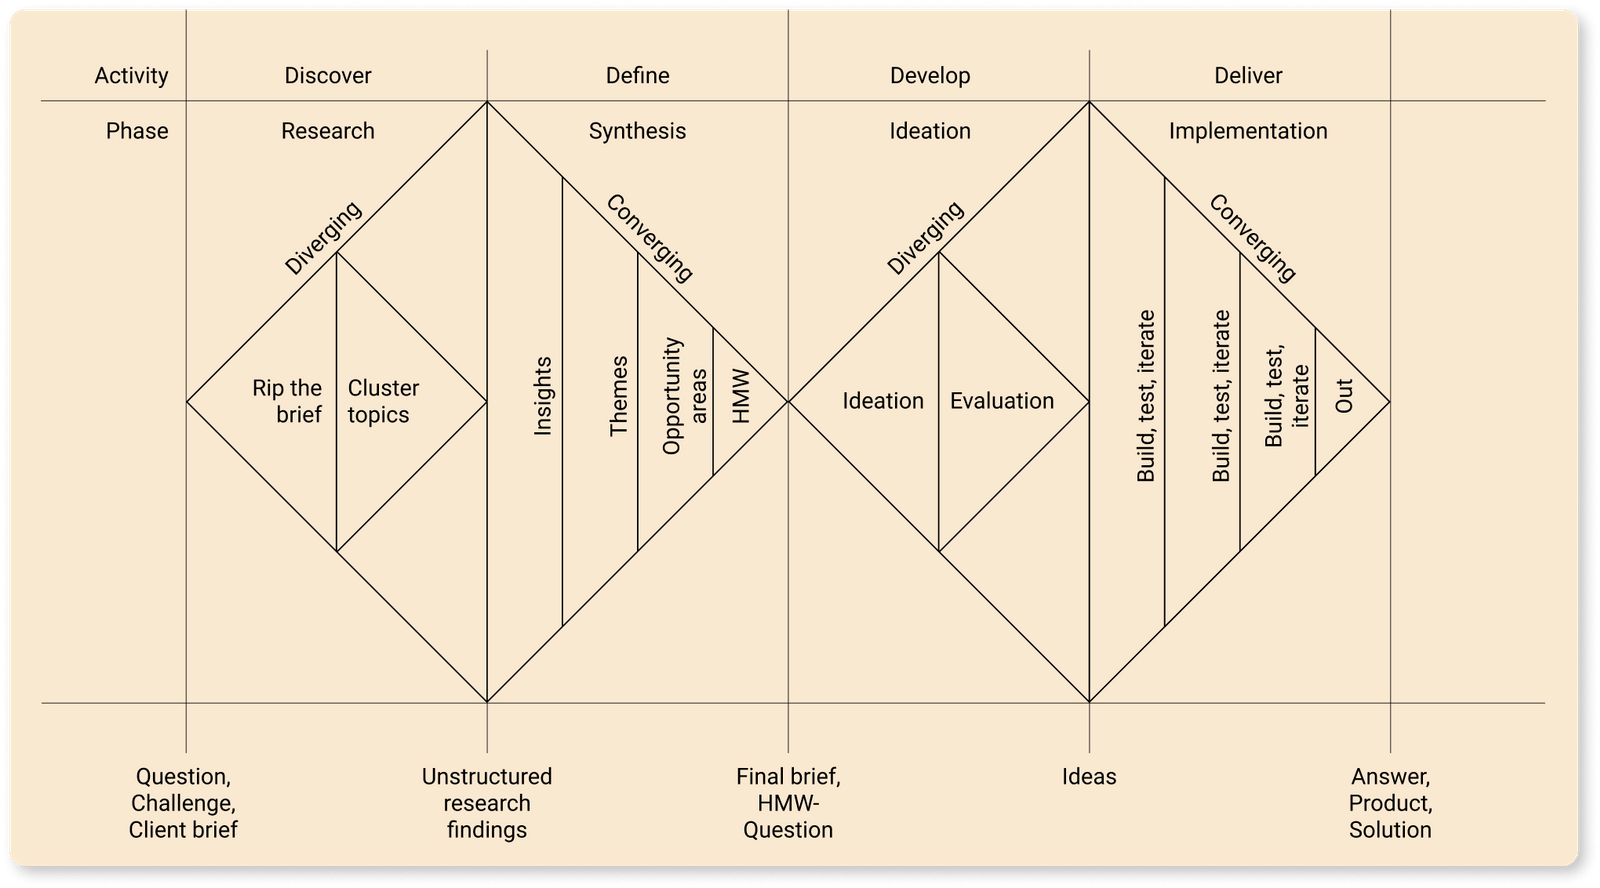 Activity
Discover
Define
Develop
Deliver
Phase
Research
Synthesis
Ideation
Implementation
Diverging
Converging
Diverging
Converging
Rip the
brief
Cluster
topics
Insights
Themes
Opportunity
areas
HMW
Ideation
Evaluation
Build, test, iterate
Build, test, iterate
Build, test,
iterate
Out
Question,
Challenge,
Client brief
Unstructured
research
findings
Final brief,
HMW-
Question
Ideas
Answer,
Product,
Solution